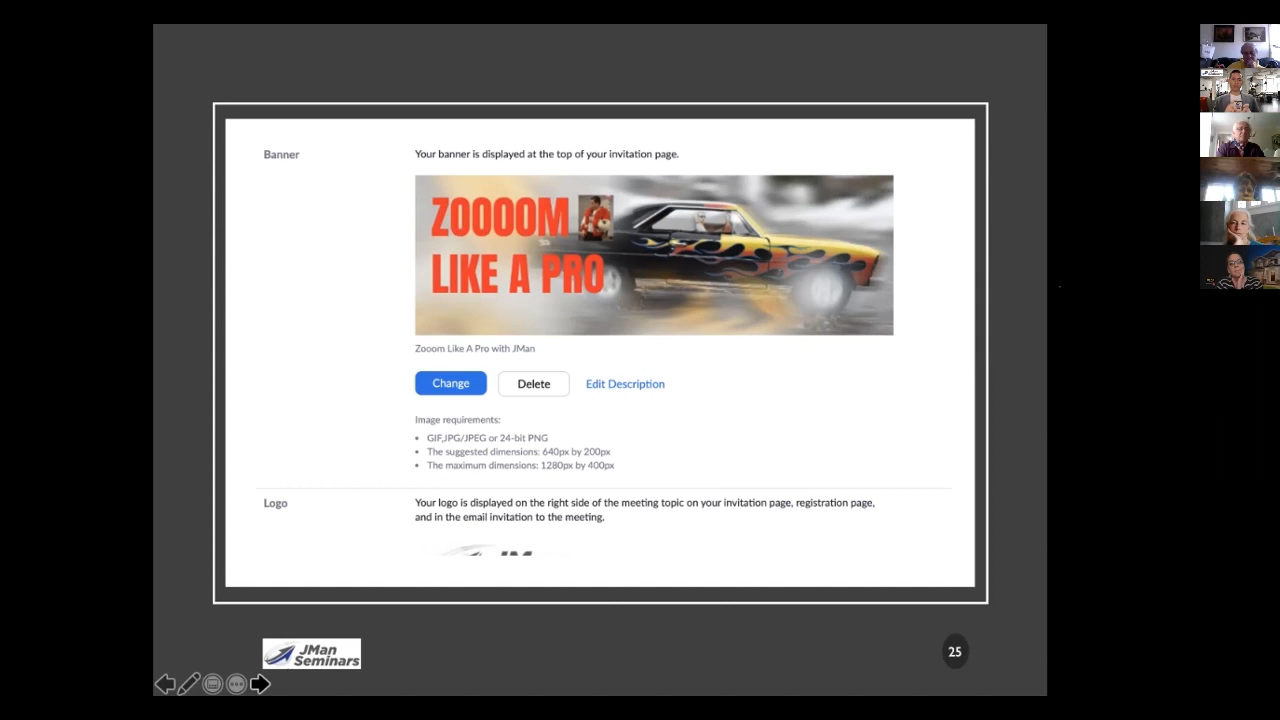 Banner
Your banner is displayed at the top of your invitation page.
ZOOOOM
LIKE A PRO
Zooom Like A Pro with JMan
Change
Delete
Edit Description
Image requirements:
• GIF,JPG/JPEG or 24-bit PNG
• The suggested dimensions: 640px by 200px
• The maximum dimensions: 1280px by 400px
Logo
Your logo is displayed on the right side of the meeting topic on your invitation page, registration page,
and in the email invitation to the meeting.
JMan
Seminars
25